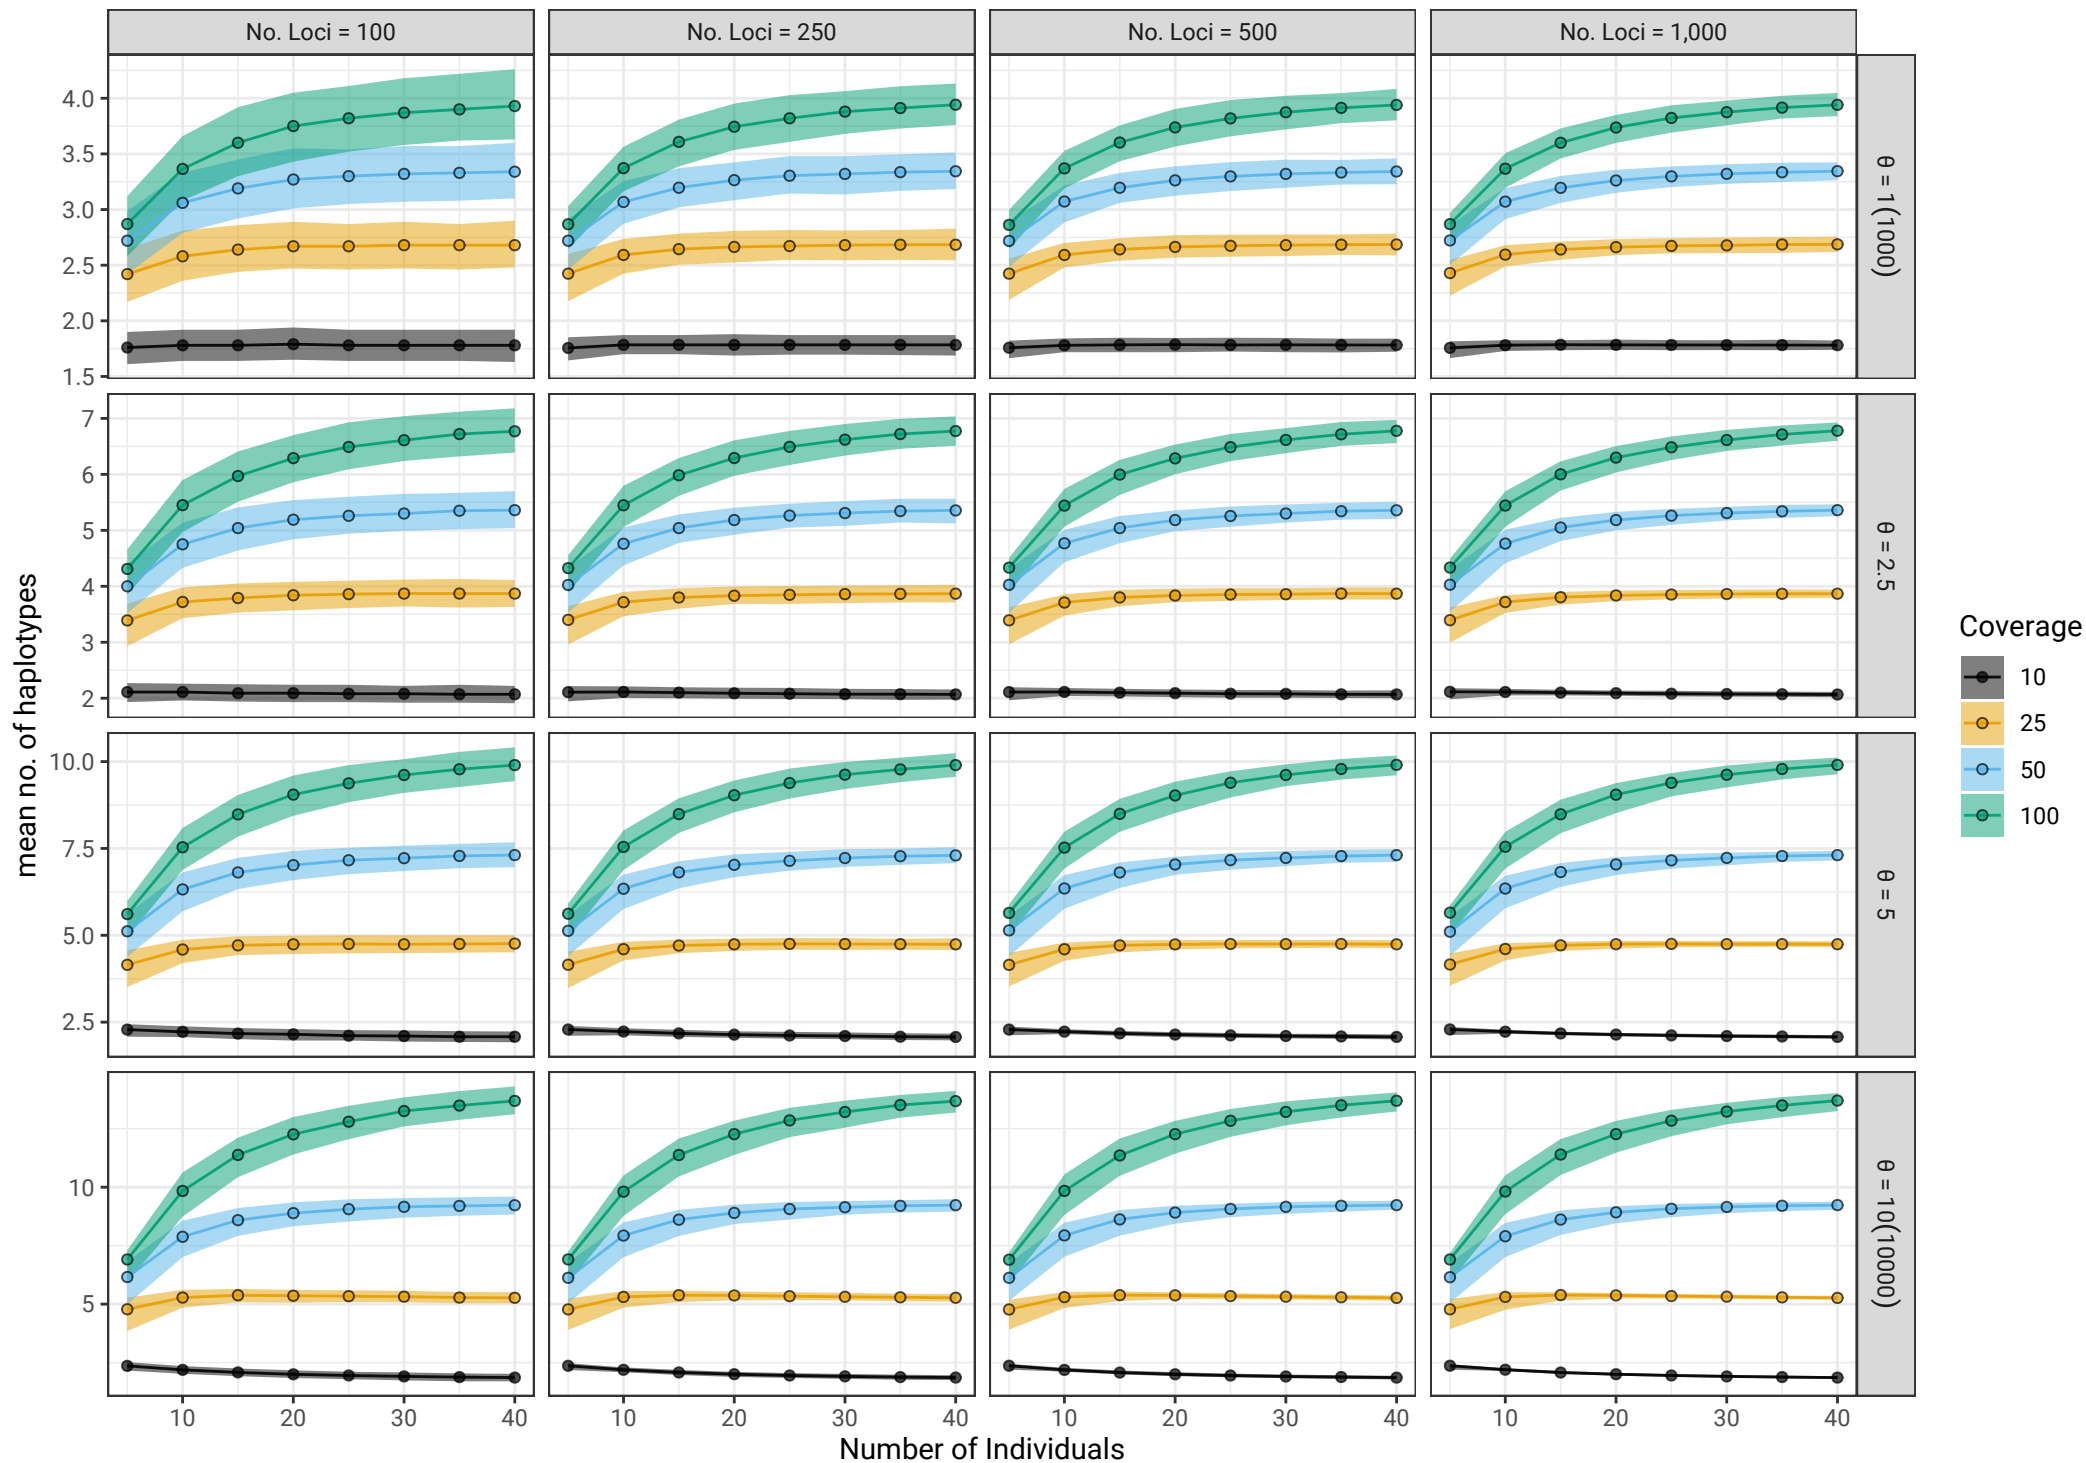 No. Loci = 100
No. Loci = 250
No. Loci = 500
No. Loci = 1,000
4.0
3.5
3.0
2.5
2.0
1.5
θ = 1(1000)
7
6
5
4
3
2
θ = 2.5
10.0
7.5
5.0
2.5
θ = 5
10
5
θ = 10(10000)
10 20 30 40
10 20 30 40
10 20 30 40
10 20 30 40
Number of Individuals
mean no. of haplotypes
Coverage
10
25
50
100